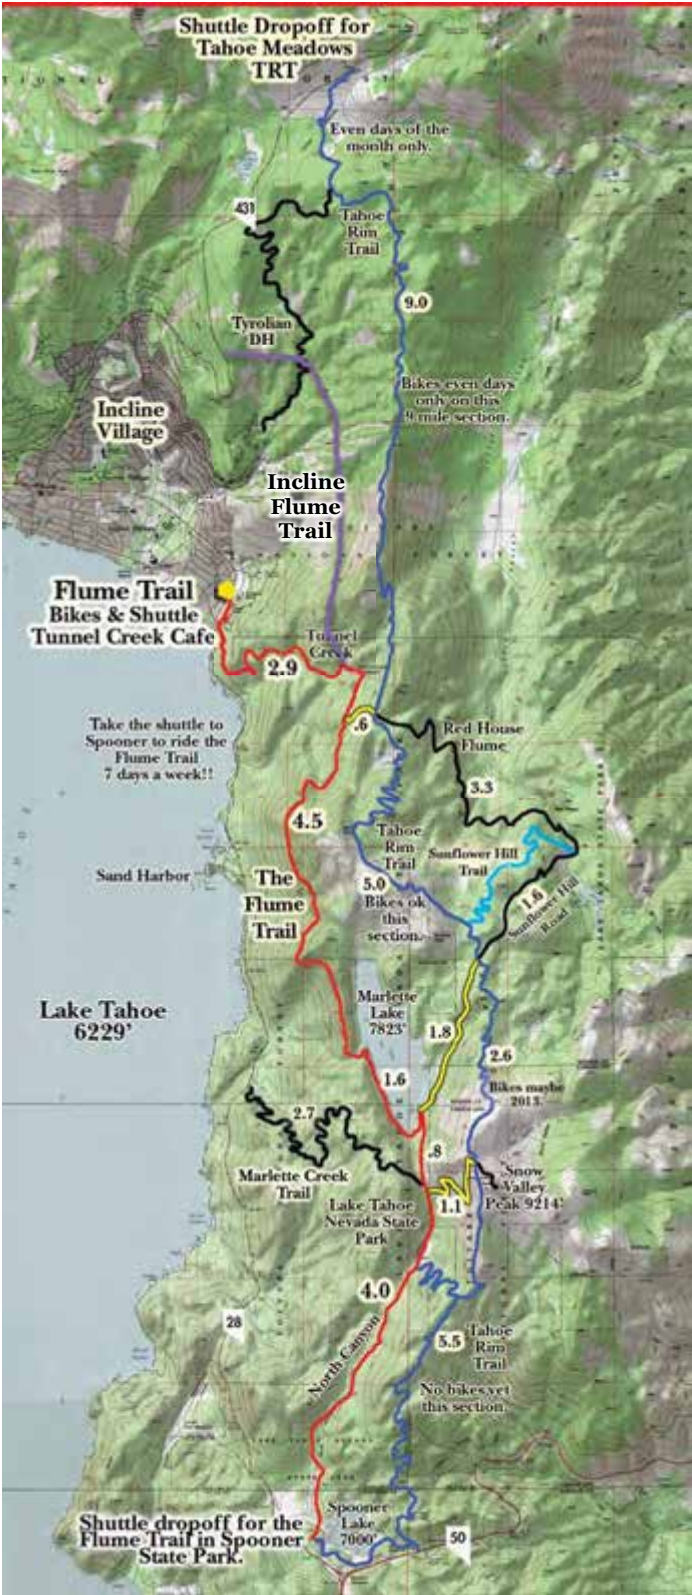 Shuttle Dropoff for
Tahoe Meadows
TRT
Even days of the
month only.
431
Tahoe
Rim
Trail
9.0
Tyrolian
DH
Bikes even days
only on this
9 mile section.
Incline
Village
Incline
Flume
Trail
Flume Trail
Bikes & Shuttle
Tunnel Creek Cafe
Tunnel
Creek
2.9
.6
Take the shuttle to
Spooner to ride the
Flume Trail
7 days a week!!
Red House
Flume
3.3
4.5
Tahoe
Rim
Trail
Sunflower Hill
Trail
Sand Harbor
The
Flume
Trail
5.0
Bikes ok
this
section.
1.6
Sunflower Hill
Road
Lake Tahoe
6229'
Marlette
Lake
7823'
1.8
2.6
1.6
Bikes maybe
2013.
2.7
.8
Marlette Creek
Trail
Snow
Valley
Peak 9214'
1.1
Lake Tahoe
Nevada State
Park
4.0
28
North Canyon
5.5
Tahoe
Rim
Trail
No bikes yet
this section.
Spooner
Lake
7000'
Shuttle dropoff for the
Flume Trail in Spooner
State Park.
50